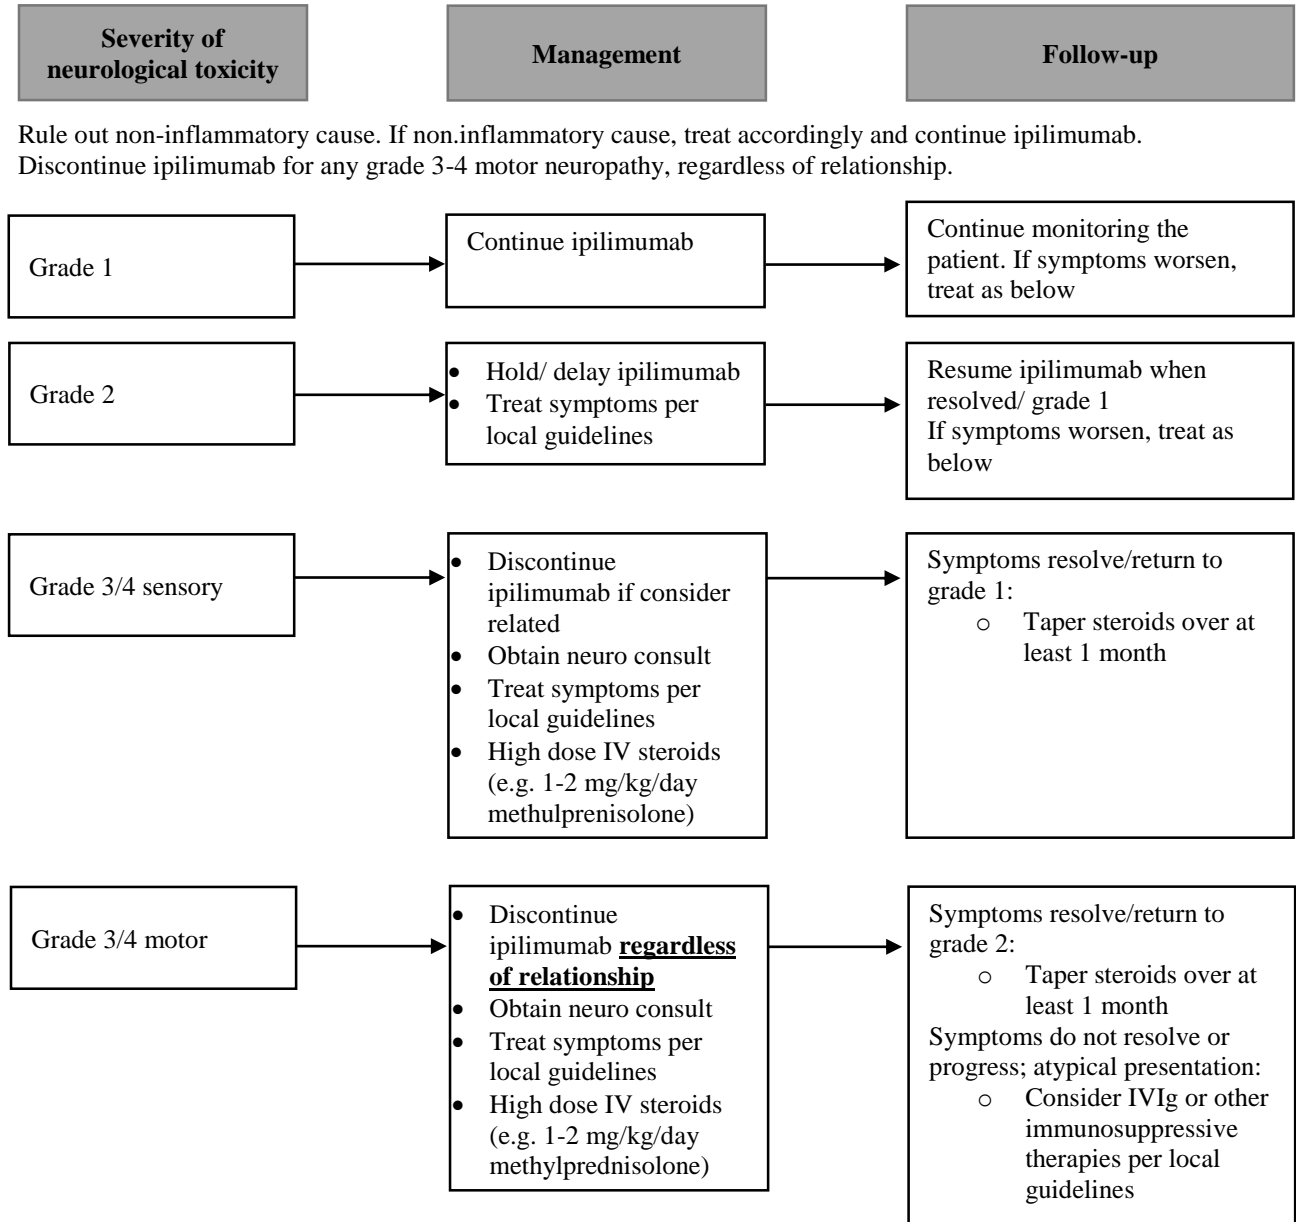 Severity of
neurological toxicity
Management
Follow-up
Rule out non-inflammatory cause. If non.inflammatory cause, treat accordingly and continue ipilimumab.
Discontinue ipilimumab for any grade 3-4 motor neuropathy, regardless of relationship.
Grade 1
Continue ipilimumab
Continue monitoring the
patient. If symptoms worsen,
treat as below
Grade 2
• Hold/ delay ipilimumab
• Treat symptoms per
local guidelines
Resume ipilimumab when
resolved/ grade 1
If symptoms worsen, treat as
below
Grade 3/4 sensory
• Discontinue
ipilimumab if consider
related
• Obtain neuro consult
• Treat symptoms per
local guidelines
• High dose IV steroids
(e.g. 1-2 mg/kg/day
methulprenisolone)
Symptoms resolve/return to
grade 1:
o Taper steroids over at
least 1 month
Grade 3/4 motor
• Discontinue
ipilimumab regardless
of relationship
• Obtain neuro consult
• Treat symptoms per
local guidelines
• High dose IV steroids
(e.g. 1-2 mg/kg/day
methylprednisolone)
Symptoms resolve/return to
grade 2:
o Taper steroids over at
least 1 month
Symptoms do not resolve or
progress; atypical presentation:
o Consider IVIg or other
immunosuppressive
therapies per local
guidelines